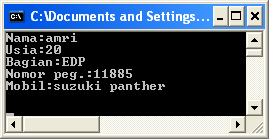 C:\Documents and Settings...
Nama:amri
Usia:20
Bagian:EDP
Nomor peg.:11885
Mobil:suzuki panther